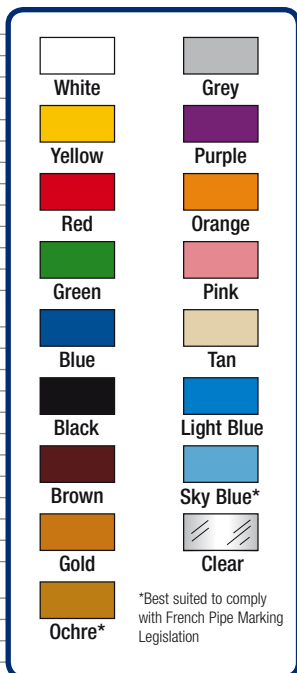 White
Grey
Yellow
Purple
Red
Orange
Green
Pink
Blue
Tan
Black
Light Blue
Brown
Sky Blue*
Gold
Clear
Ochre*
*Best suited to comply
with French Pipe Marking
Legislation